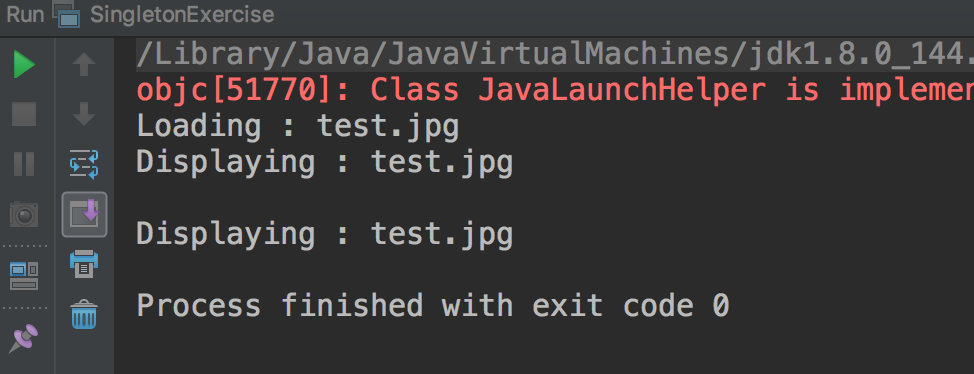 Run SingletonExercise
/Library/Java/JavaVirtualMachines/jdk1.8.0_144.
objc[51770]: Class JavaLaunchHelper is implemen
Loading : test.jpg
Displaying : test.jpg
Displaying : test.jpg
Process finished with exit code 0